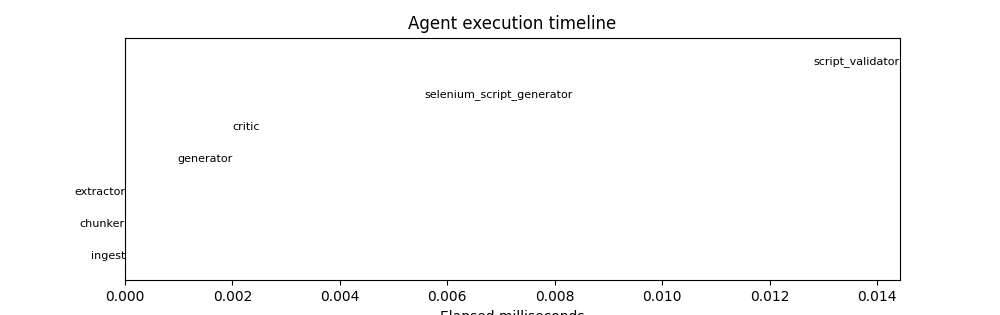 Agent execution timeline
script_validator
selenium_script_generator
critic
generator
extractor
chunker
ingest
0.000 0.002 0.004 0.006 0.008 0.010 0.012 0.014
Elapsed milliseconds